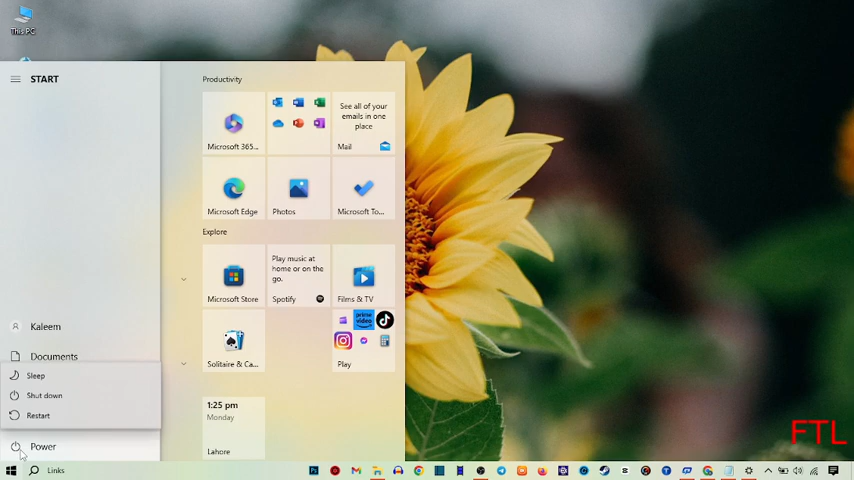 This PC
START
Productivity
See all of your
emails in one
place
Microsoft 365...
Mail
Microsoft Edge
Photos
Microsoft To...
Explore
Play music at
home or on the
go.
Microsoft Store
Spotify
Films & TV
prime
video
Solitaire & Ca...
Play
Kaleem
Documents
Sleep
Shut down
Restart
Power
1:25 pm
Monday
Lahore
FTL
Links